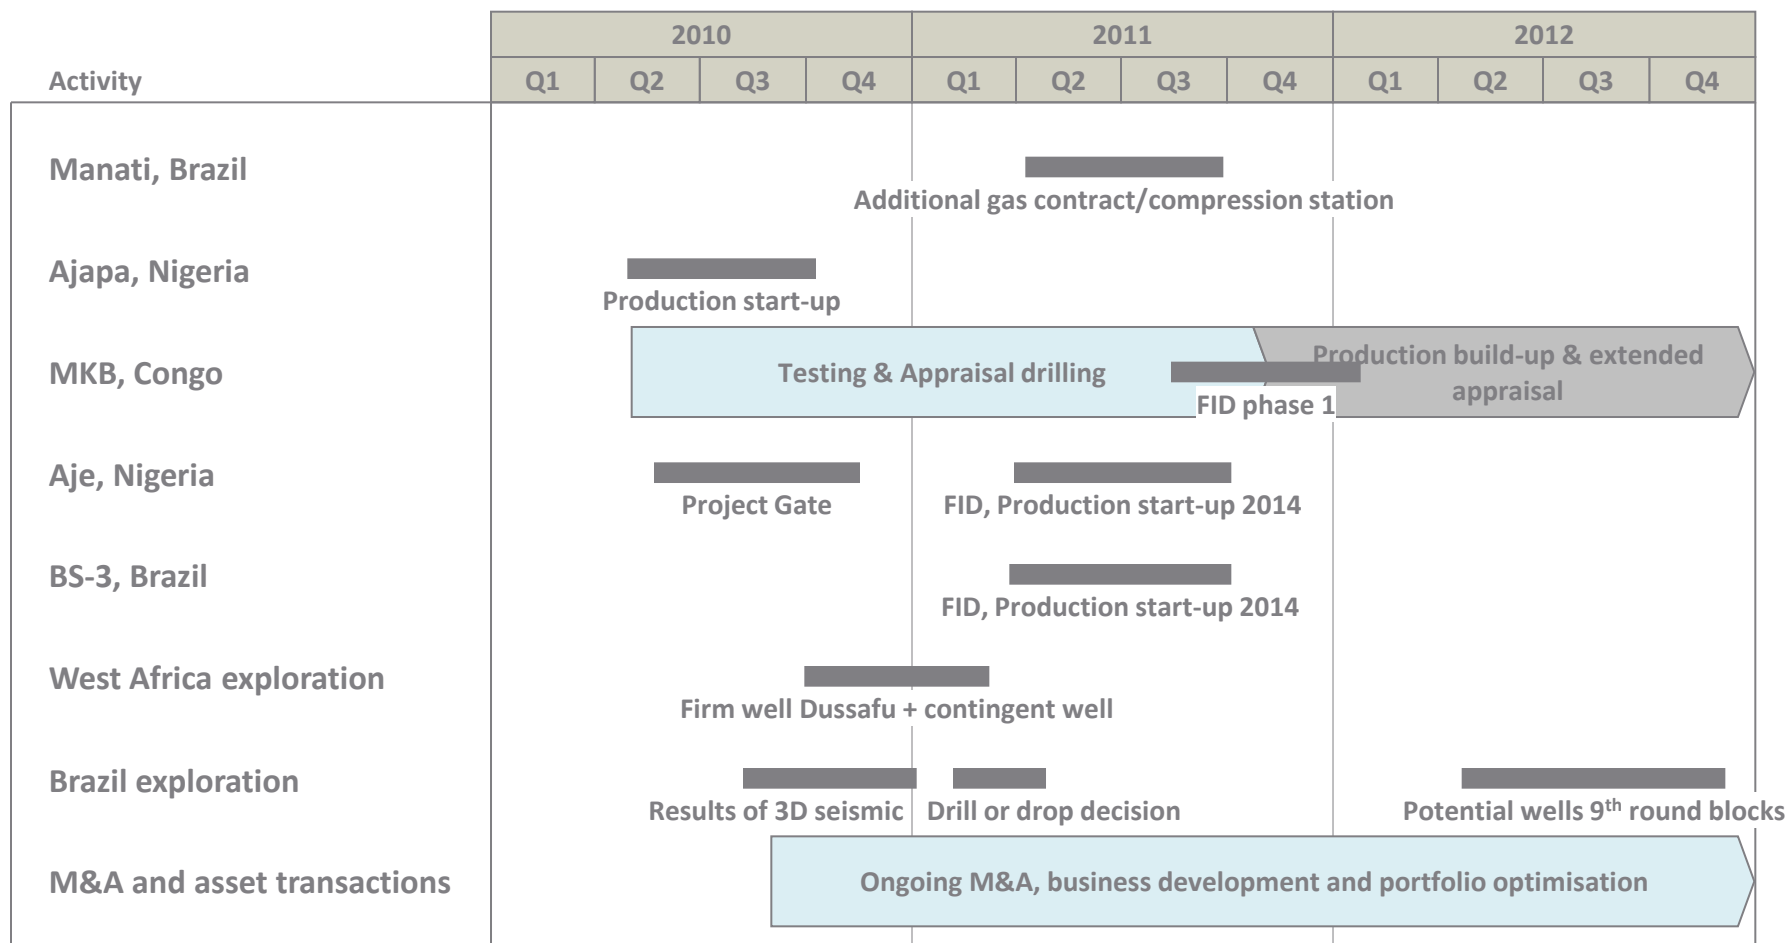 2010 2011 2012
Activity Q1 Q2 Q3 Q4 Q1 Q2 Q3 Q4 Q1 Q2 Q3 Q4
Manati, Brazil
Additional gas contract/compression station
Ajapa, Nigeria
Production start-up
MKB, Congo
Testing & Appraisal drilling
Production build-up & extended
appraisal
FID phase 1
Aje, Nigeria
Project Gate
FID, Production start-up 2014
BS-3, Brazil
FID, Production start-up 2014
West Africa exploration
Firm well Dussafu + contingent well
Brazil exploration
Results of 3D seismic
Drill or drop decision
Potential wells 9th round blocks
M&A and asset transactions
Ongoing M&A, business development and portfolio optimisation